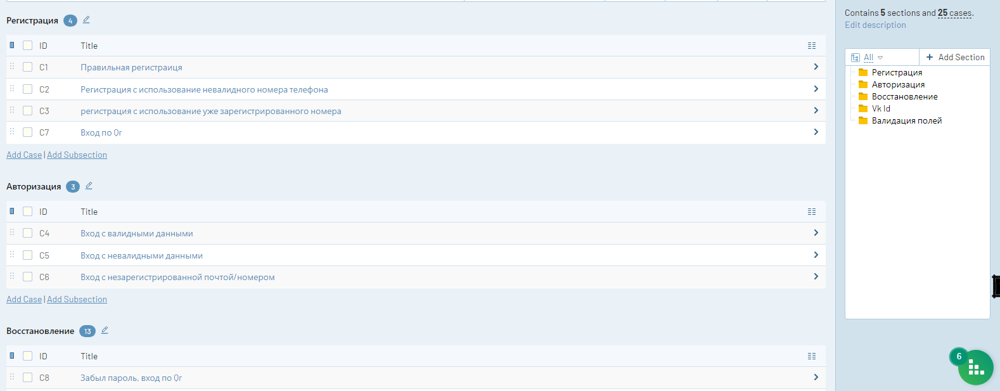 Регистрация 4
ID Title
C1 Правильная регистраиця
C2 Регистрация с использование невалидного номера телефона
C3 регистрация с использование уже зарегистрированного номера
C7 Вход по Qr
Add Case | Add Subsection
Авторизация 3
ID Title
C4 Вход с валидными данными
C5 Вход с невалидными данными
C6 Вход с незарегистрированной почтой/номером
Add Case | Add Subsection
Восстановление 13
ID Title
C8 Забыл пароль, вход по Qr
Contains 5 sections and 25 cases.
Edit description
All + Add Section
Регистрация
Авторизация
Восстановление
Vk Id
Валидация полей
6